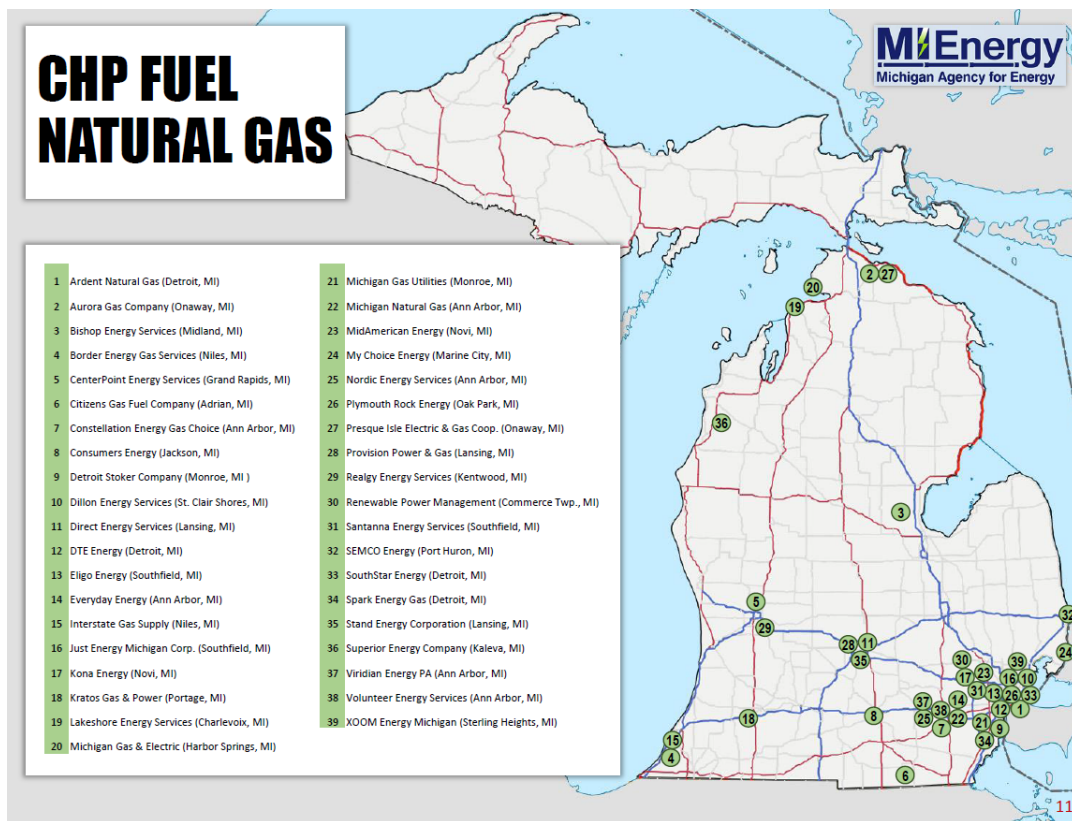 CHP FUEL
NATURAL GAS
MI Energy
Michigan Agency for Energy
1 Ardent Natural Gas (Detroit, MI)
2 Aurora Gas Company (Onaway, MI)
3 Bishop Energy Services (Midland, MI)
4 Border Energy Gas Services (Niles, MI)
5 CenterPoint Energy Services (Grand Rapids, MI)
6 Citizens Gas Fuel Company (Adrian, MI)
7 Constellation Energy Gas Choice (Ann Arbor, MI)
8 Consumers Energy (Jackson, MI)
9 Detroit Stoker Company (Monroe, MI )
10 Dillon Energy Services (St. Clair Shores, MI)
11 Direct Energy Services (Lansing, MI)
12 DTE Energy (Detroit, MI)
13 Eligo Energy (Southfield, MI)
14 Everyday Energy (Ann Arbor, MI)
15 Interstate Gas Supply (Niles, MI)
16 Just Energy Michigan Corp. (Southfield, MI)
17 Kona Energy (Novi, MI)
18 Kratos Gas & Power (Portage, MI)
19 Lakeshore Energy Services (Charlevoix, MI)
20 Michigan Gas & Electric (Harbor Springs, MI)
21 Michigan Gas Utilities (Monroe, MI)
22 Michigan Natural Gas (Ann Arbor, MI)
23 MidAmerican Energy (Novi, MI)
24 My Choice Energy (Marine City, MI)
25 Nordic Energy Services (Ann Arbor, MI)
26 Plymouth Rock Energy (Oak Park, MI)
27 Presque Isle Electric & Gas Coop. (Onaway, MI)
28 Provision Power & Gas (Lansing, MI)
29 Realgy Energy Services (Kentwood, MI)
30 Renewable Power Management (Commerce Twp., MI)
31 Santanna Energy Services (Southfield, MI)
32 SEMCO Energy (Port Huron, MI)
33 SouthStar Energy (Detroit, MI)
34 Spark Energy Gas (Detroit, MI)
35 Stand Energy Corporation (Lansing, MI)
36 Superior Energy Company (Kaleva, MI)
37 Viridian Energy PA (Ann Arbor, MI)
38 Volunteer Energy Services (Ann Arbor, MI)
39 XOOM Energy Michigan (Sterling Heights, MI)
2 27
20
19
36
3
5
29
32
28 11
35
24
30 39
17 23 16 10
31 13 26 33
37 14
38 12 1
18
8
25 22 21
7 9
15
34
4
6
11